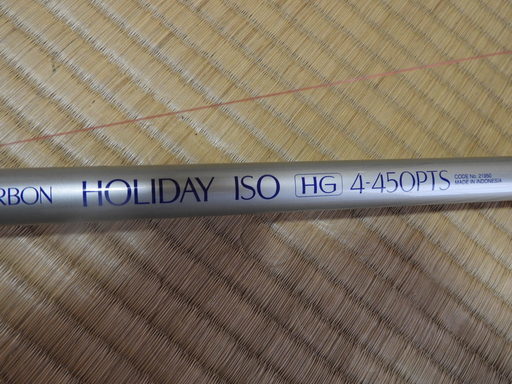 RBON HOLIDAY ISO HG 4-450PTS
MADE IN INDONESIA